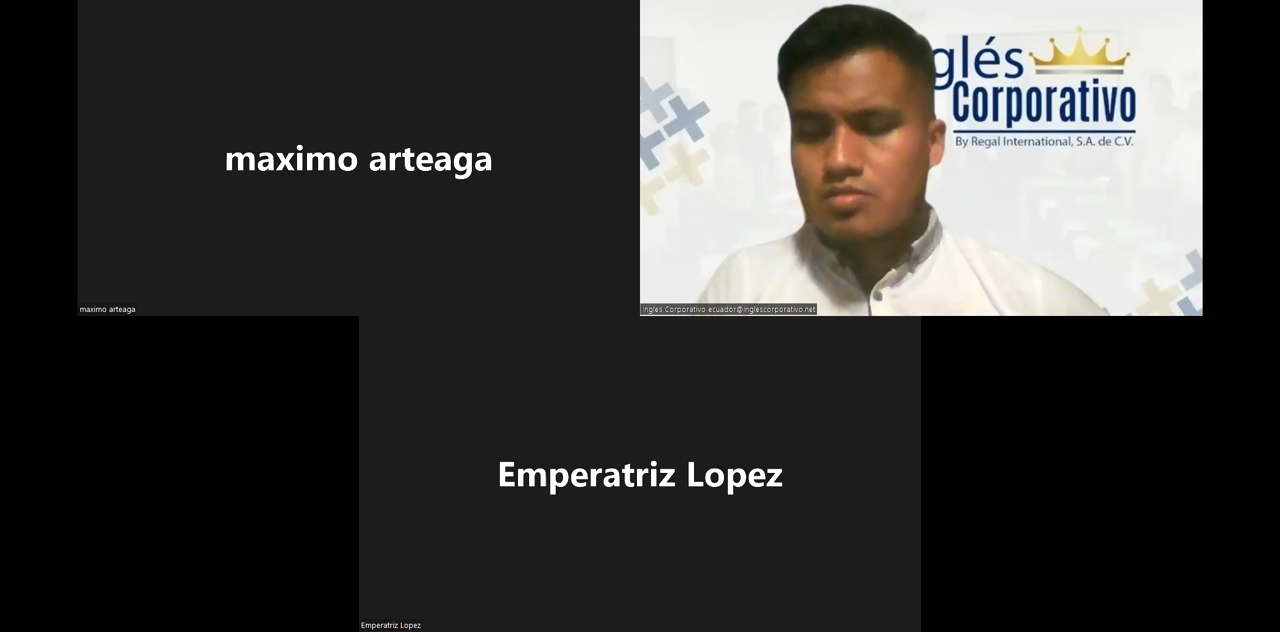 maximo arteaga
maximo arteaga
glés
Corporativo
By Regal International, S.A. de C.V.
Ingles Corporativo ecuador@inglescorporativo.net
Emperatriz Lopez
Emperatriz Lopez